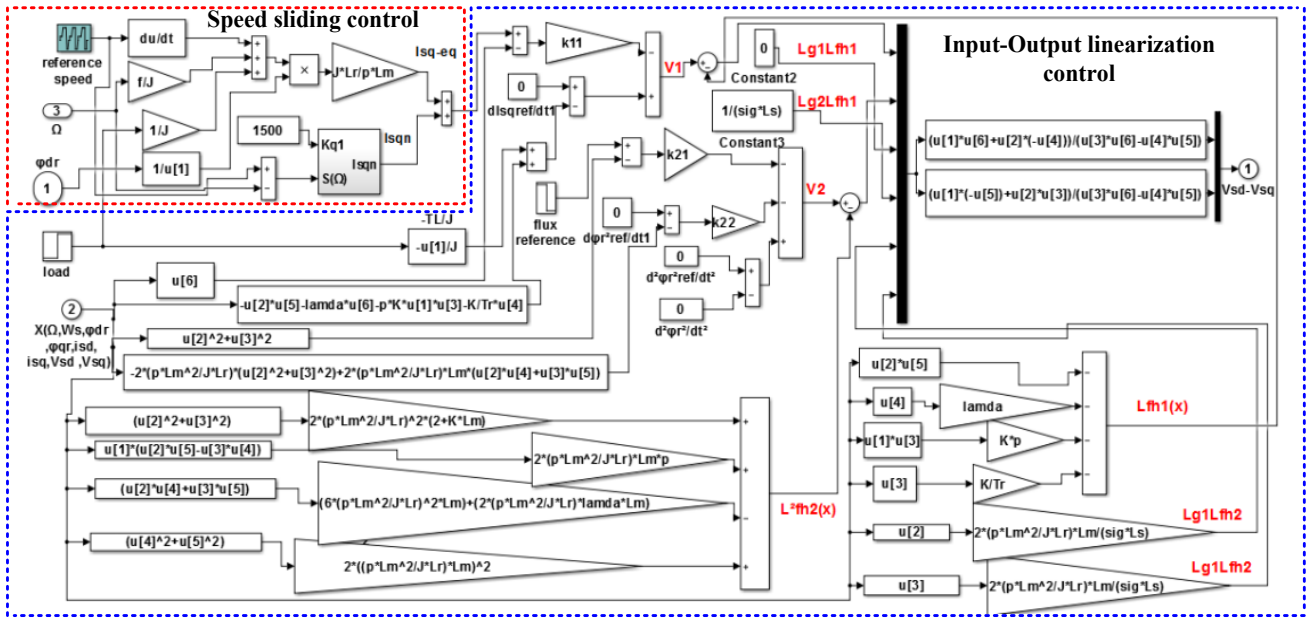 Speed sliding control
Input-Output linearization
control
reference
speed
du/dt
f/J
3
Ω
1/J
φdr
1
1/u[1]
×
J*Lr/p*Lm
Isq-eq
1500
Kq1
Isqn
S(Ω)
Isqn
k11
V1
0
dIsqref/dt1
0
Constant2
Lg1Lfh1
1/(sig*Ls)
Lg2Lfh1
Constant3
k21
flux
reference
V2
0
dφr²ref/dt1
k22
0
d²φr²ref/dt²
0
d²φr²/dt²
(u[1]*u[6]+u[2]*(-u[4]))/(u[3]*u[6]-u[4]*u[5])
(u[1]*(-u[5])+u[2]*u[3])/(u[3]*u[6]-u[4]*u[5])
1
Vsd-Vsq
load
-TL/J
-u[1]/J
u[6]
2
X(Ω,Ws,φdr
,φqr,isd,
isq,Vsd ,Vsq)
-u[2]*u[5]-lamda*u[6]-p*K*u[1]*u[3]-K/Tr*u[4]
u[2]^2+u[3]^2
-2*(p*Lm^2/J*Lr)*(u[2]^2+u[3]^2)+2*(p*Lm^2/J*Lr)*Lm*(u[2]*u[4]+u[3]*u[5])
(u[2]^2+u[3]^2)
2*(p*Lm^2/J*Lr)^2*(2+K*Lm)
u[1]*(u[2]*u[5]-u[3]*u[4])
2*(p*Lm^2/J*Lr)*Lm*p
(u[2]*u[4]+u[3]*u[5])
(6*(p*Lm^2/J*Lr)^2*Lm)+(2*(p*Lm^2/J*Lr)*lamda*Lm)
(u[4]^2+u[5]^2)
2*((p*Lm^2/J*Lr)*Lm)^2
L²fh2(x)
u[2]*u[5]
u[4]
lamda
Lfh1(x)
u[1]*u[3]
K*p
u[3]
K/Tr
u[2]
2*(p*Lm^2/J*Lr)*Lm/(sig*Ls)
Lg1Lfh2
u[3]
2*(p*Lm^2/J*Lr)*Lm/(sig*Ls)
Lg1Lfh2